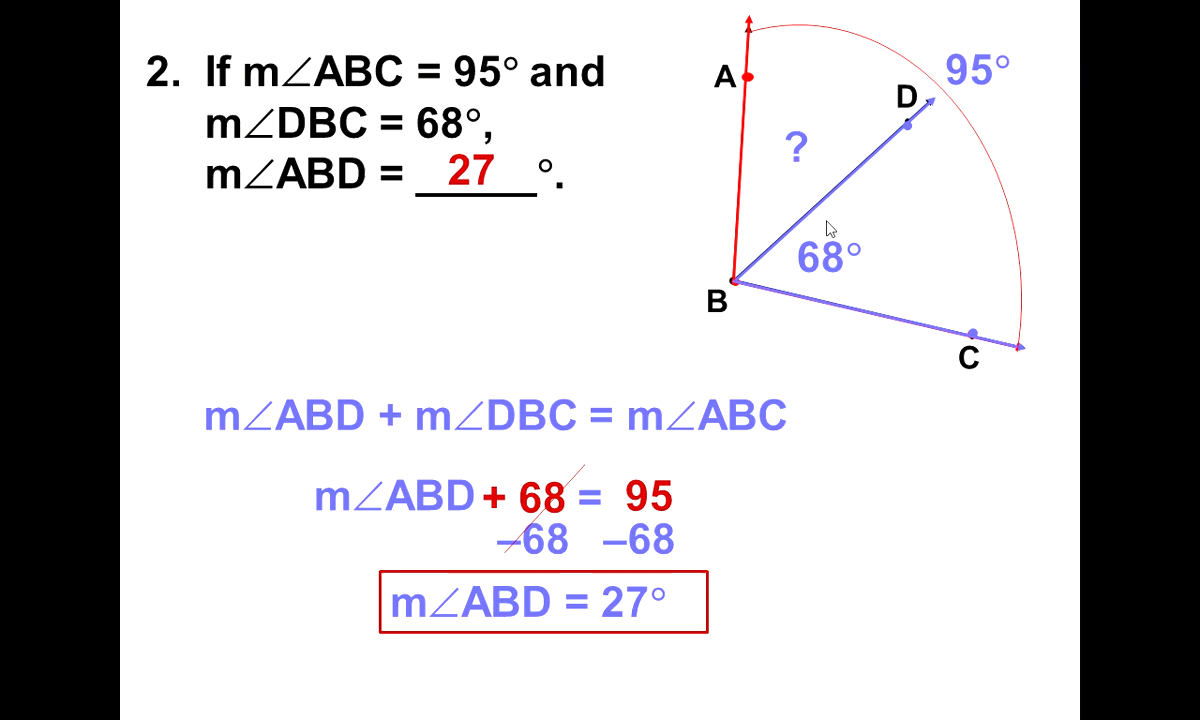 2. If m∠ABC = 95° and
m∠DBC = 68°,
m∠ABD = 27°.
A
D
95°
?
68°
B
C
m∠ABD + m∠DBC = m∠ABC
m∠ABD + 68 = 95
–68 –68
m∠ABD = 27°